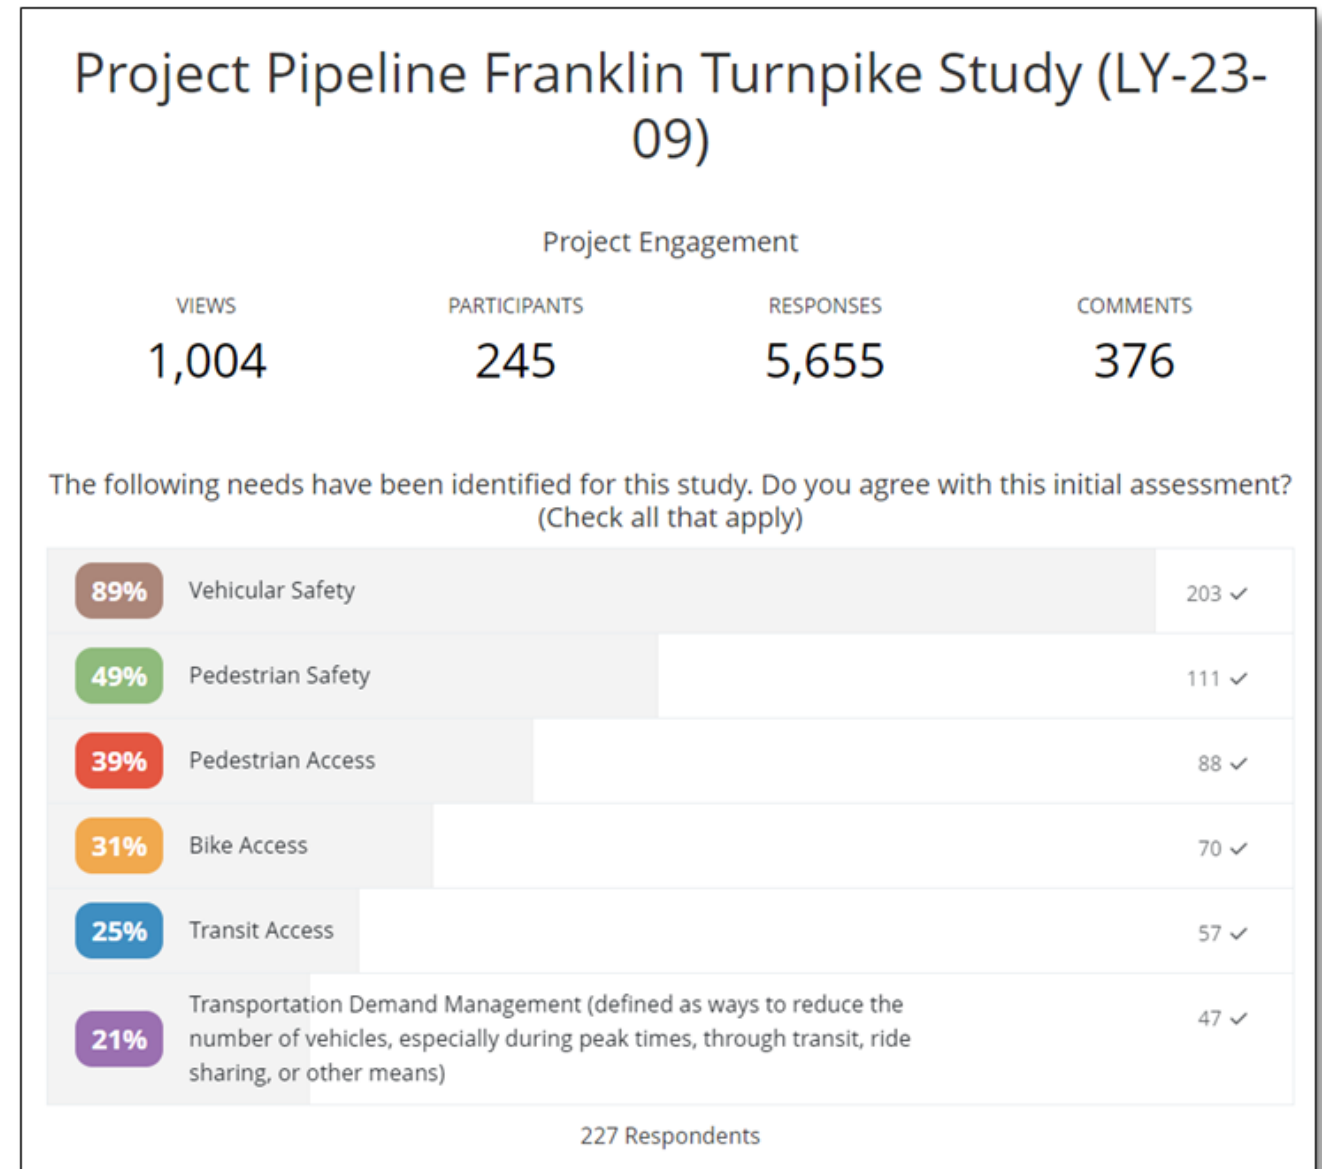 Project Pipeline Franklin Turnpike Study (LY-23-
09)
Project Engagement
VIEWS PARTICIPANTS RESPONSES COMMENTS
1,004 245 5,655 376
The following needs have been identified for this study. Do you agree with this initial assessment?
(Check all that apply)
89% Vehicular Safety 203 ✓
49% Pedestrian Safety 111 ✓
39% Pedestrian Access 88 ✓
31% Bike Access 70 ✓
25% Transit Access 57 ✓
Transportation Demand Management (defined as ways to reduce the
21% number of vehicles, especially during peak times, through transit, ride 47 ✓
sharing, or other means)
227 Respondents